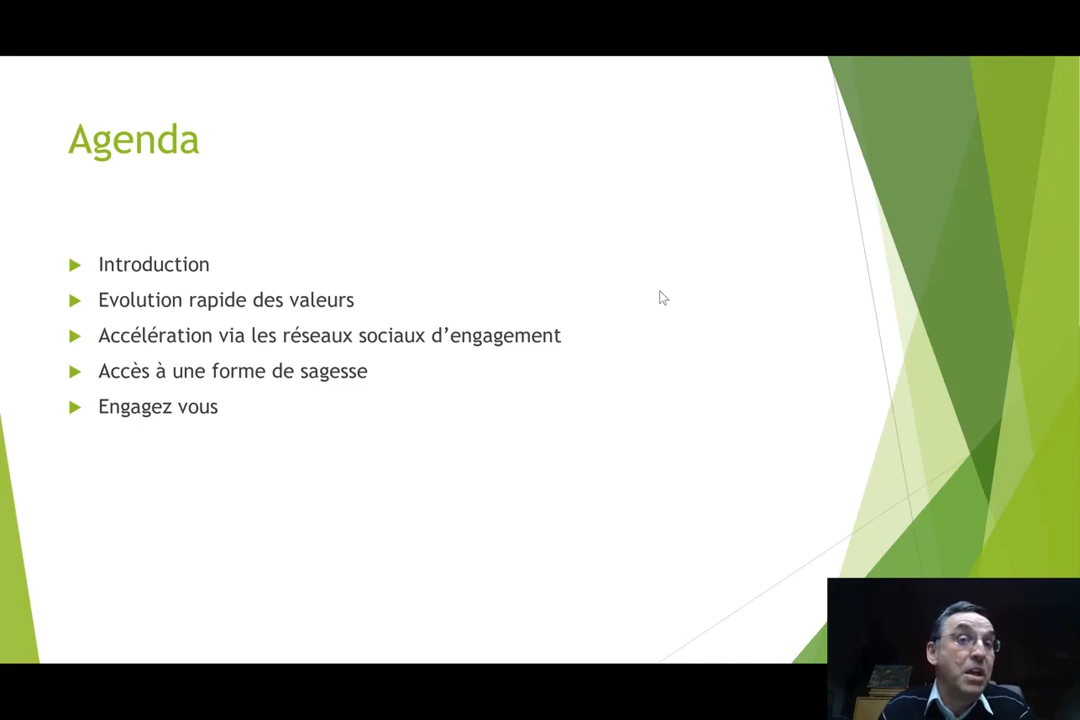 Agenda
Introduction
Evolution rapide des valeurs
Accélération via les réseaux sociaux d’engagement
Accès à une forme de sagesse
Engagez vous